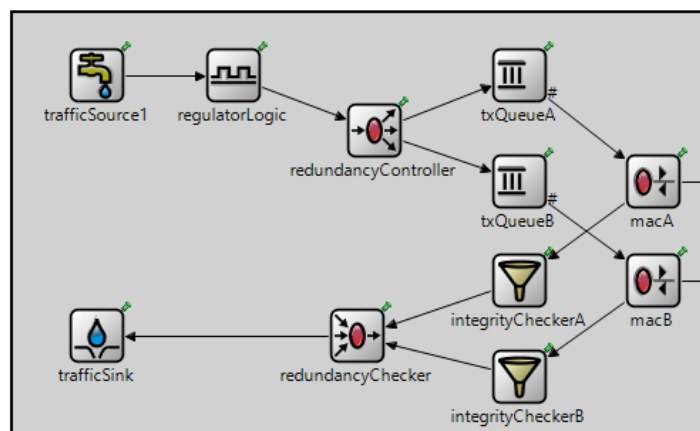 trafficSource1
regulatorLogic
redundancyController
txQueueA
#
txQueueB
#
macA
macB
integrityCheckerA
integrityCheckerB
redundancyChecker
trafficSink